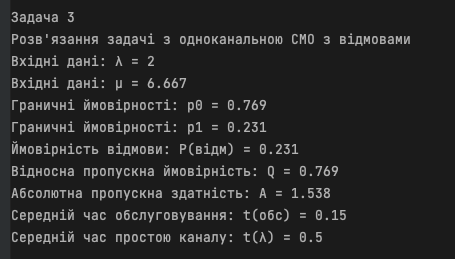 Задача 3
Розв'язання задачі з одноканальною СМО з відмовами
Вхідні дані: λ = 2
Вхідні дані: μ = 6.667
Граничні ймовірності: p0 = 0.769
Граничні ймовірності: p1 = 0.231
Ймовірність відмови: P(відм) = 0.231
Відносна пропускна ймовірність: Q = 0.769
Абсолютна пропускна здатність: A = 1.538
Середній час обслуговування: t(обс) = 0.15
Середній час простою каналу: t(λ) = 0.5